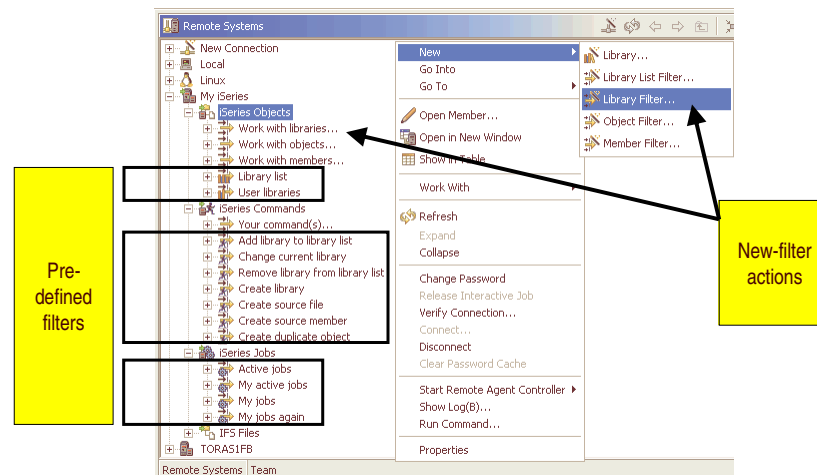 Remote Systems
New Connection
Local
Linux
My iSeries
iSeries Objects
Work with libraries...
Work with objects...
Work with members...
Library list
User libraries
iSeries Commands
Your command(s)...
Add library to library list
Change current library
Remove library from library list
Create library
Create source file
Create source member
Create duplicate object
iSeries Jobs
Active jobs
My active jobs
My jobs
My jobs again
IFS Files
TORAS1FB
Remote Systems Team
New
Go Into
Go To
Open Member...
Open in New Window
Show in Table
Work With
Refresh
Expand
Collapse
Change Password
Release Interactive Job
Verify Connection...
Connect...
Disconnect
Clear Password Cache
Start Remote Agent Controller
Show Log(B)...
Run Command...
Properties
Library...
Library List Filter...
Library Filter...
Object Filter...
Member Filter...
Pre-
defined
filters
New-filter
actions